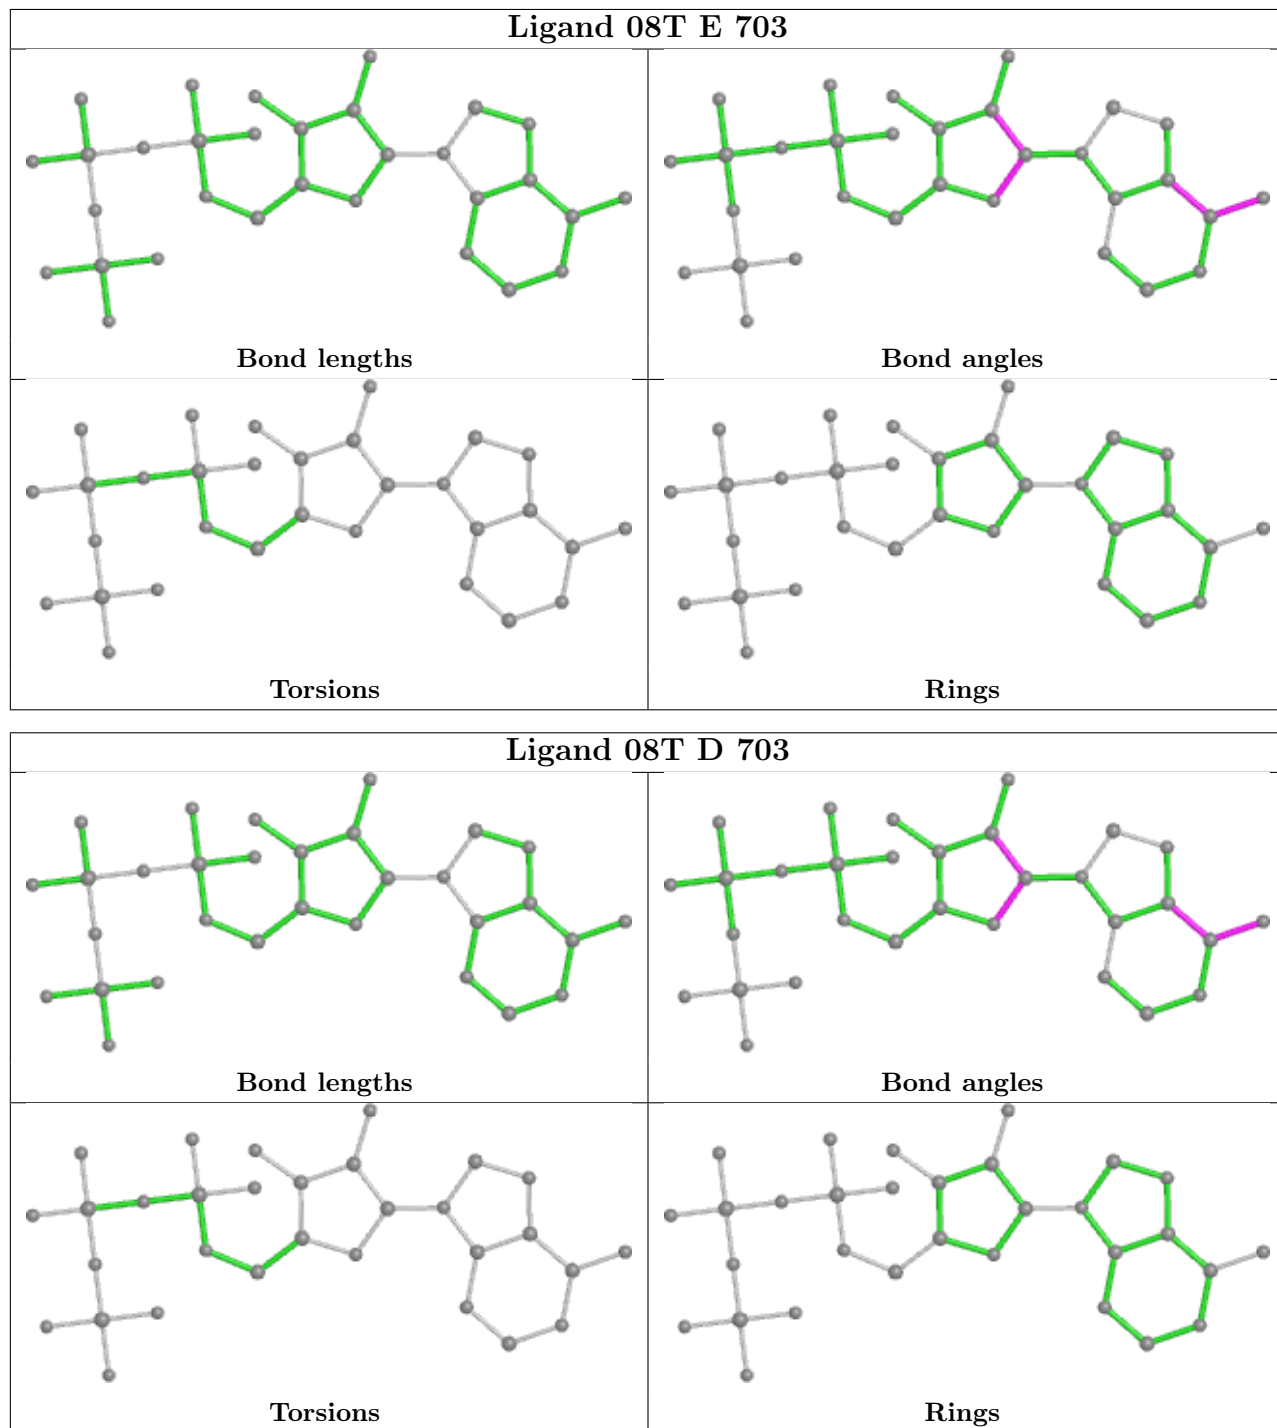 Ligand 08T E 703
Bond lengths
Bond angles
Torsions
Rings
Ligand 08T D 703
Bond lengths
Bond angles
Torsions
Rings